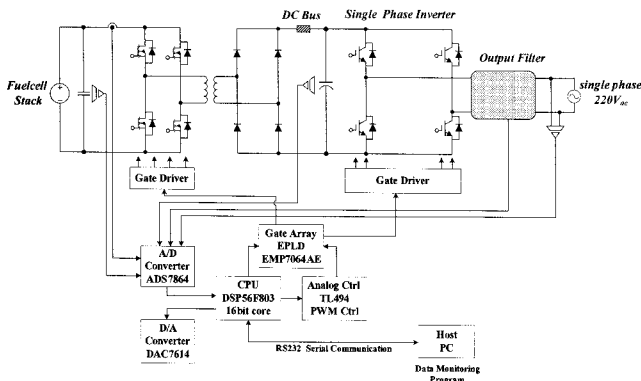 DC Bus
Single Phase Inverter
Output Filter
Fuelcell
Stack
single phase
220Vac
Gate Driver
Gate Driver
Gate Array
EPLD
EMP7064AE
A/D
Converter
ADS7864
CPU
DSP56F803
16bit core
Analog Ctrl
TL494
PWM Ctrl
D/A
Converter
DAC7614
RS232 Serial Communication
Host
PC
Data Monitoring
Program